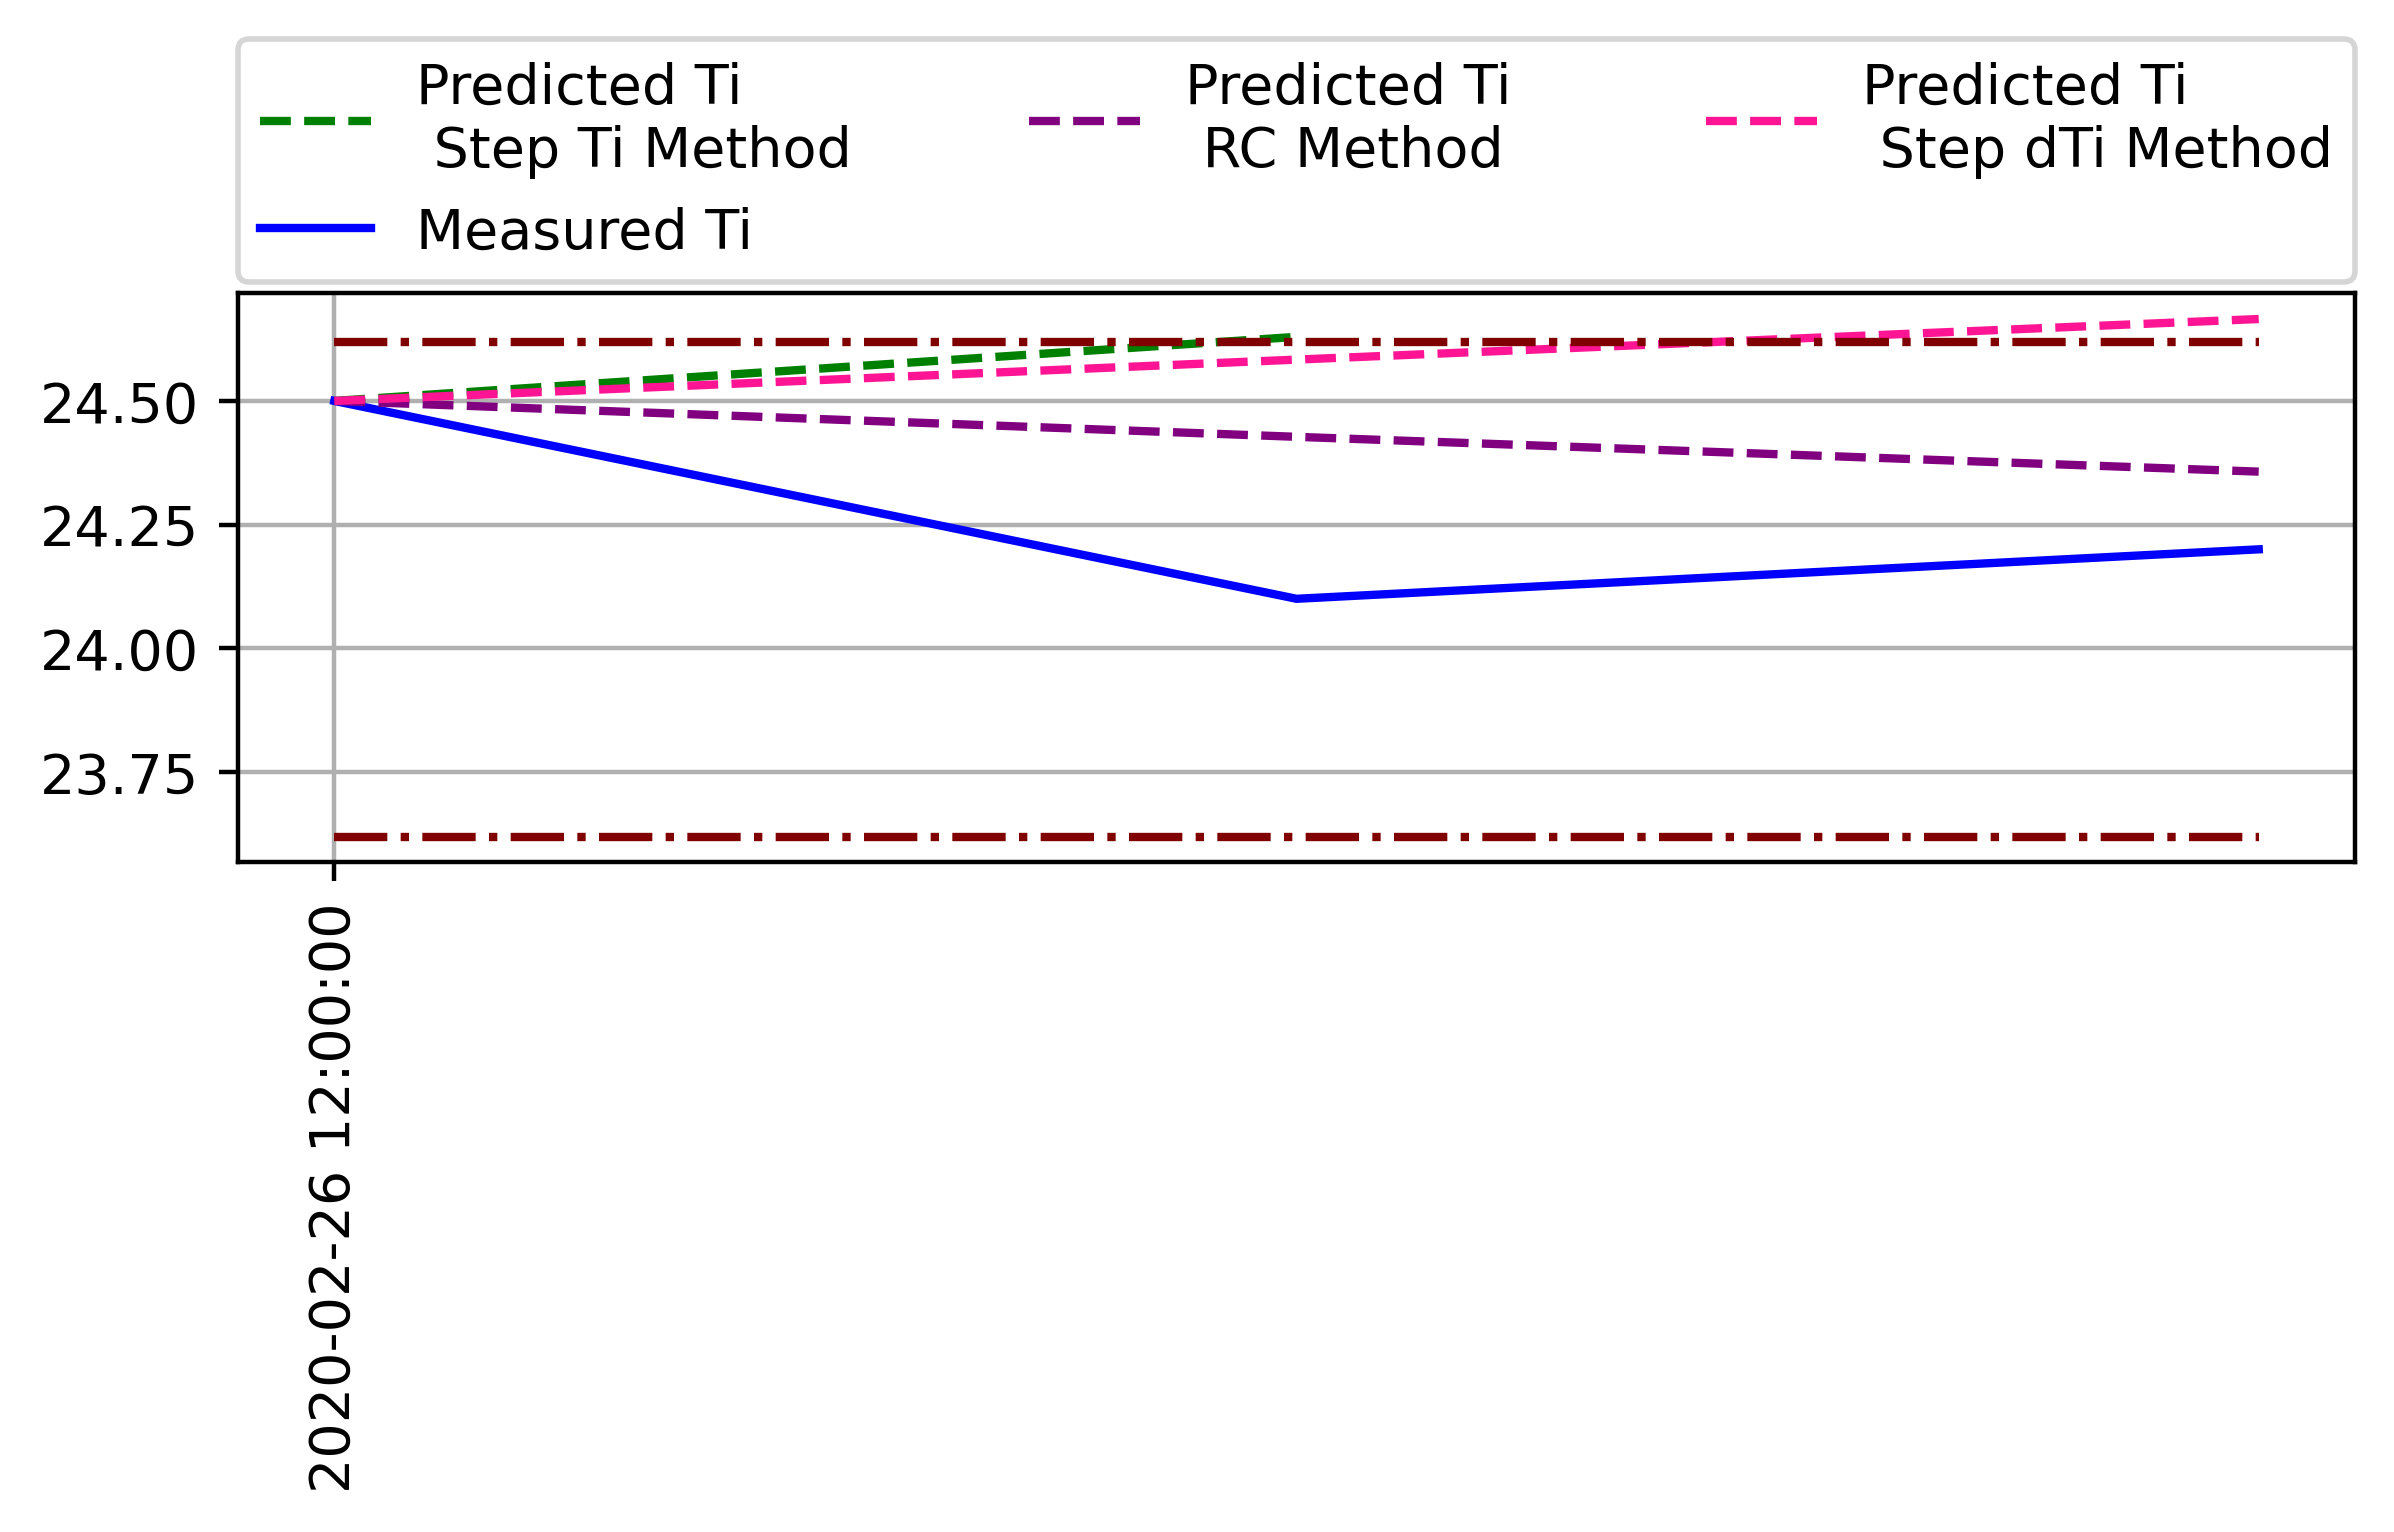 Predicted Ti
Step Ti Method
Predicted Ti
RC Method
Predicted Ti
Step dTi Method
Measured Ti
24.50
24.25
24.00
23.75
2020-02-26 12:00:00